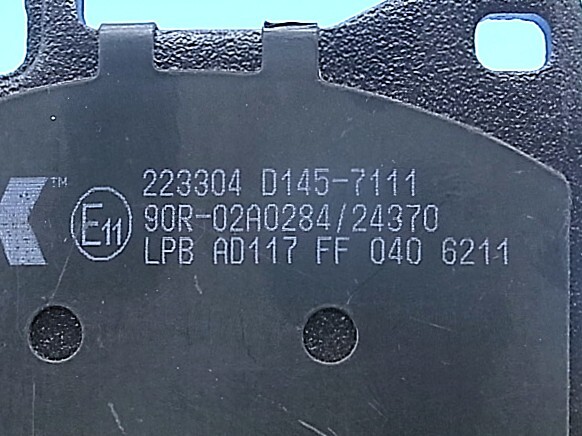 ™
223304 D145-7111
E11 90R-02A0284/24370
LPB AD117 FF 040 6211